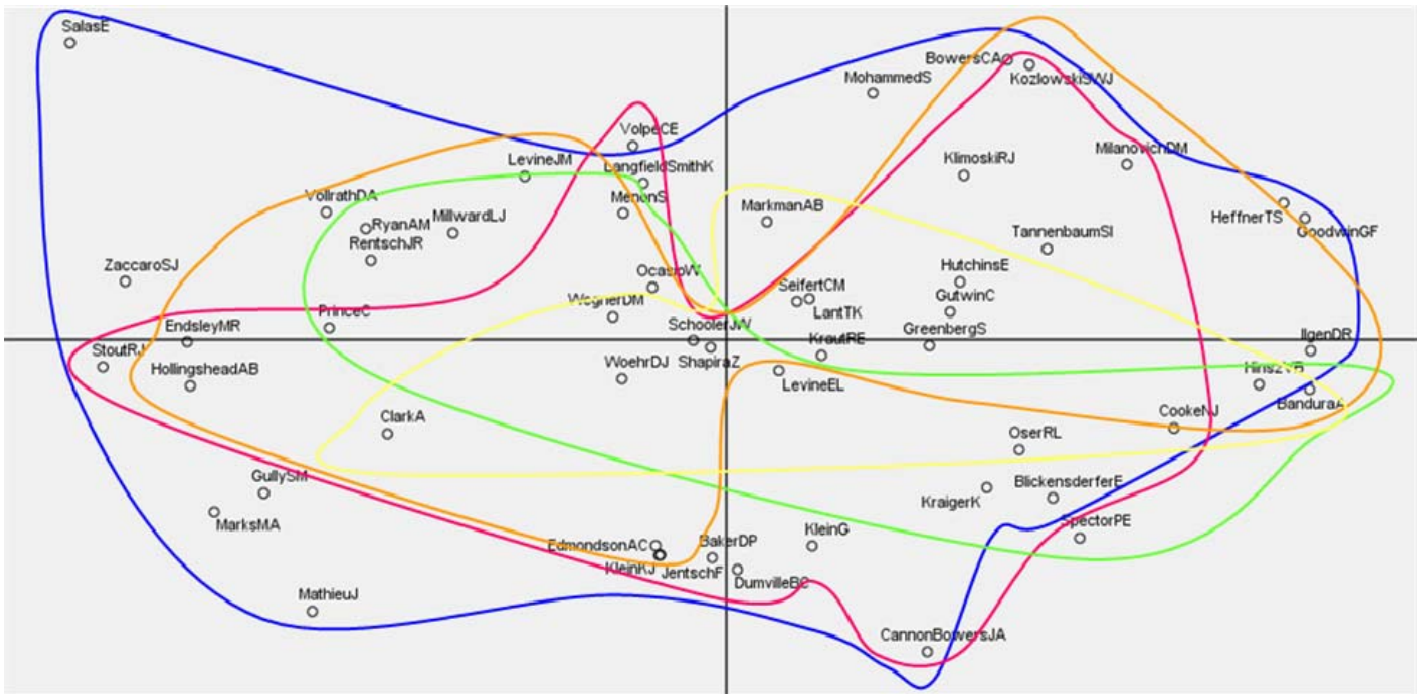 SalasE
BowersCA
KozlowskiSWJ
MohammedS
VolpeCE
LevineJM
LangfieldSmithK
KlimoskiRJ
MilanovichDM
VollrathDA
MenonS
MarkmanAB
HeffnerTS
GoodwinGF
RyanAM
MillwardLJ
RentschJR
TannenbaumSI
ZaccaroSJ
OcasioW
HutchinsE
SeifertCM
WegnerDM
LantTK
GutwinC
PrinceC
EndsleyMR
SchoolerJW
KrautRE
GreenbergS
IlgenDR
StoutRJ
HollingsheadAB
WoehrDJ
ShapiraZ
LevineEL
HinszVB
BanduraA
ClarkA
CookeNJ
OserRL
GullySM
KraigerK
BlickensderferE
MarksMA
SpectorPE
EdmondsonAC
BakerDP
KleinG
KleinKJ
JentschF
DumvilleBC
MathieuJ
CannonBowersJA